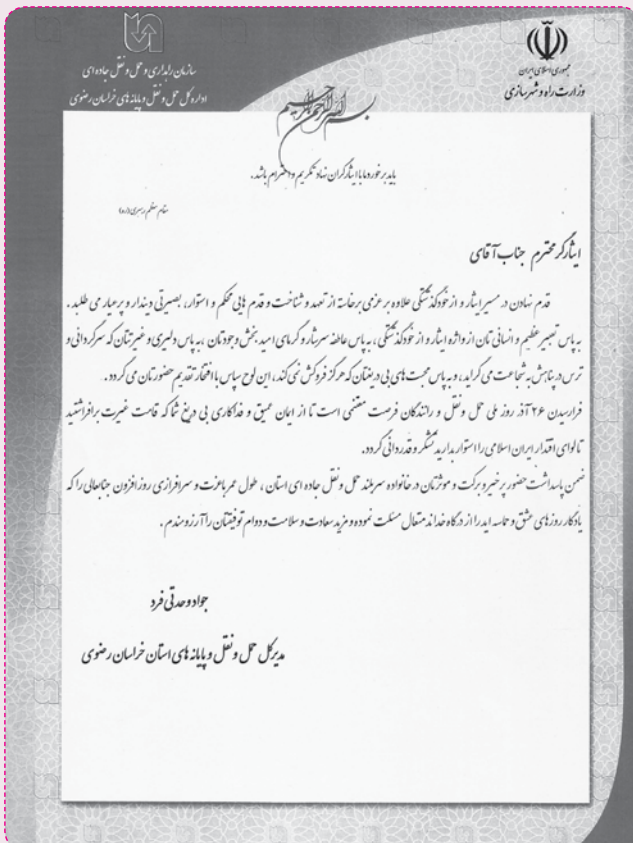 جمهوری اسلامی ایران
وزارت راه و شهرسازی
سازمان راهداری و حمل و نقل جاده ای
اداره کل حمل و نقل و پایانه های خراسان رضوی
بسم الله الرحمن الرحیم
باید برخورد ما با ایثارگران نهاد تکریم و احترام باشد.
مقام معظم رهبری (ره)
ایثارگر محترم جناب آقای
قدم نهادن در مسیر ایثار و از خودگذشتگی علاوه بر عزمی برخاسته از تعهد و شناخت و قدم هایی محکم و استوار، بصیرتی دیندار و پرعیار می طلبد.
به پاس تعبیر عظیم و انسانی تان از واژه ایثار و از خودگذشتگی، به پاس عاطفه سرشار و گرمای امید بخش وجودتان، به پاس دلیری و غیرتتان که سرگردانی و
ترس در پناهش به شجاعت می گراید، و به پاس محبت های بی دریغتان که هرگز فروکش نمی کند، این لوح سپاس با افتخار تقدیم حضورتان می گردد.
فرارسیدن ۲۶ آذر روز ملی حمل و نقل و رانندگان فرصت مغتنمی است تا از ایمان عمیق و فداکاری بی دریغ شما که قامت غیرت برافراشتید
تا لوای اقتدار ایران اسلامی را استوار بدارید تشکر و قدردانی گردد.
ضمن پاسداشت حضور پرخیر و برکت و موثرتان در خانواده سربلند حمل و نقل جاده ای استان، طول عمر با عزت و سرافرازی روزافزون جنابعالی را که
یادگار روزهای عشق و حماسه اید را از درگاه خداوند متعال مسئلت نموده و مزید سعادت و سلامت و دوام توفیقتان را آرزومندم.
جواد وحدتی فرد
مدیرکل حمل و نقل و پایانه های استان خراسان رضوی